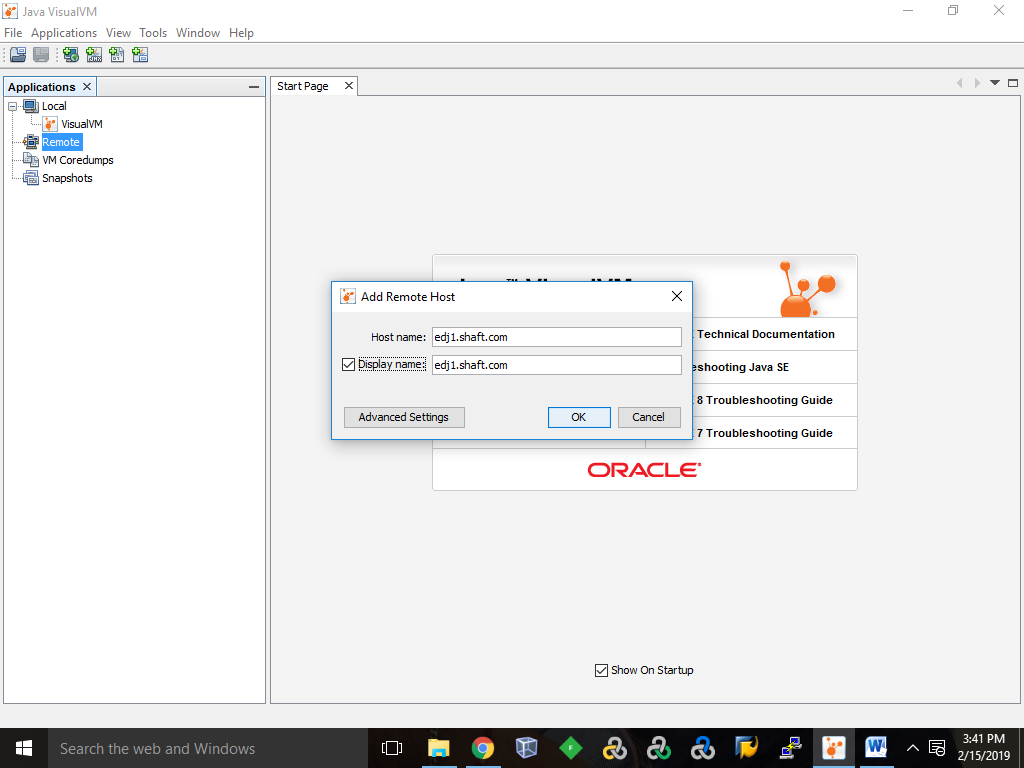 Java VisualVM
File Applications View Tools Window Help
Applications
Start Page
Local
VisualVM
Remote
VM Coredumps
Snapshots
Add Remote Host
Host name: edj1.shaft.com
Display name: edj1.shaft.com
Advanced Settings OK Cancel
Technical Documentation
Java SE
8 Troubleshooting Guide
7 Troubleshooting Guide
ORACLE
Show On Startup
Search the web and Windows
3:41 PM
2/15/2019